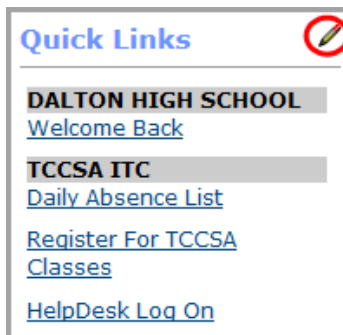 Quick Links
DALTON HIGH SCHOOL
Welcome Back
TCCSA ITC
Daily Absence List
Register For TCCSA
Classes
HelpDesk Log On